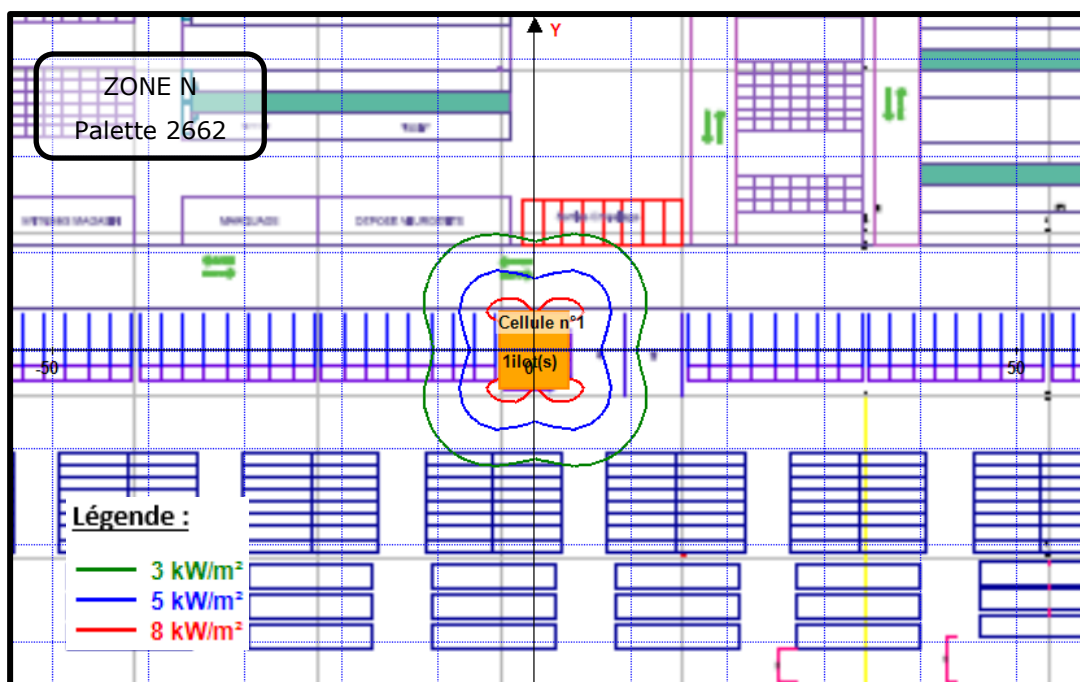 Y
ZONE N
Palette 2662
MARQUAGE
Cellule n°1
-50
1ilot(s)
0
50
Légende :
3 kW/m²
5 kW/m²
8 kW/m²